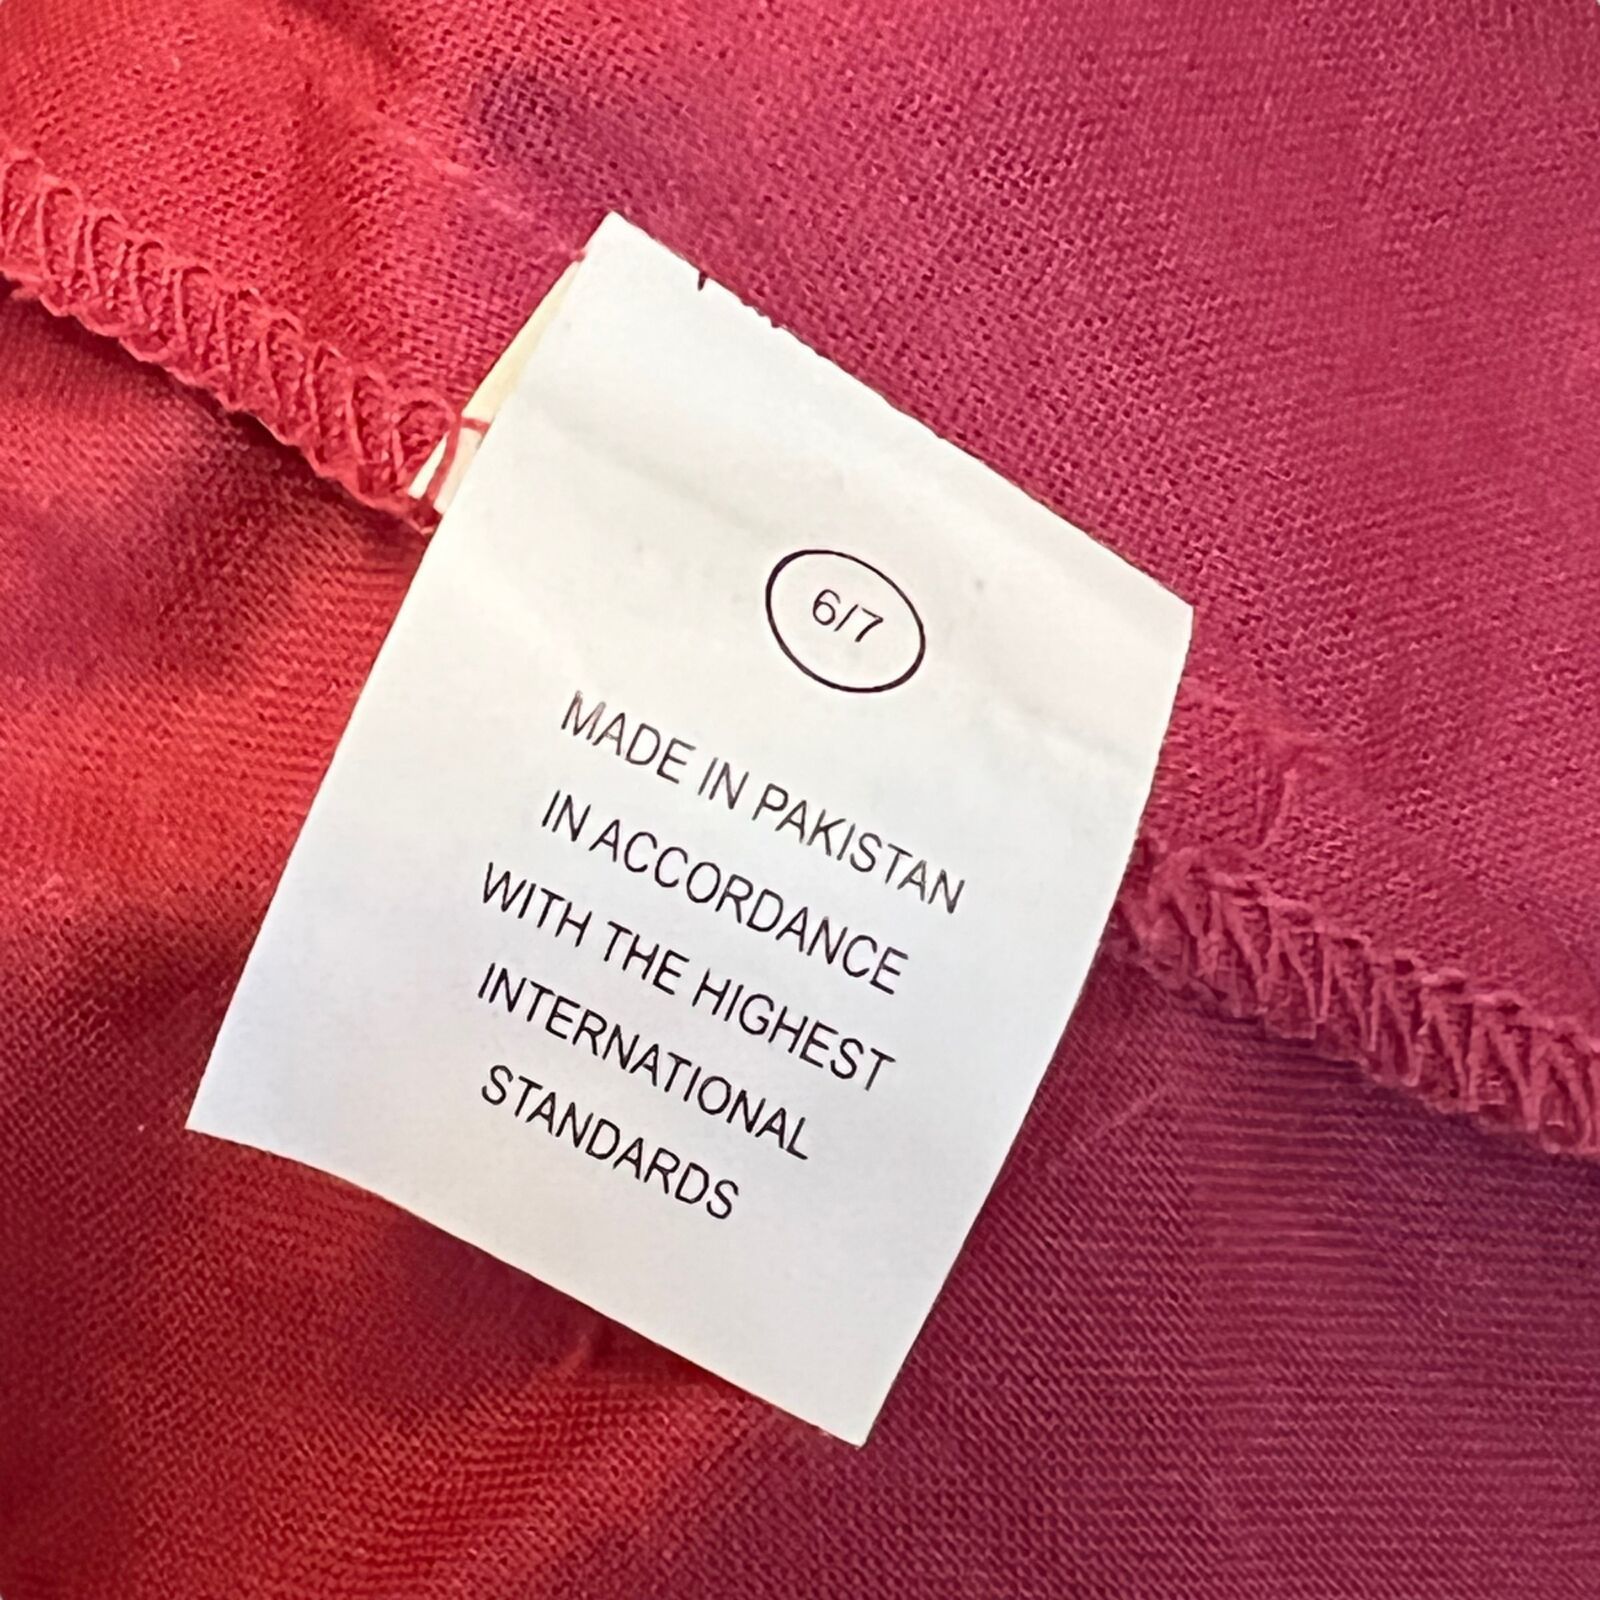 6/7
MADE IN PAKISTAN
IN ACCORDANCE
WITH THE HIGHEST
INTERNATIONAL
STANDARDS